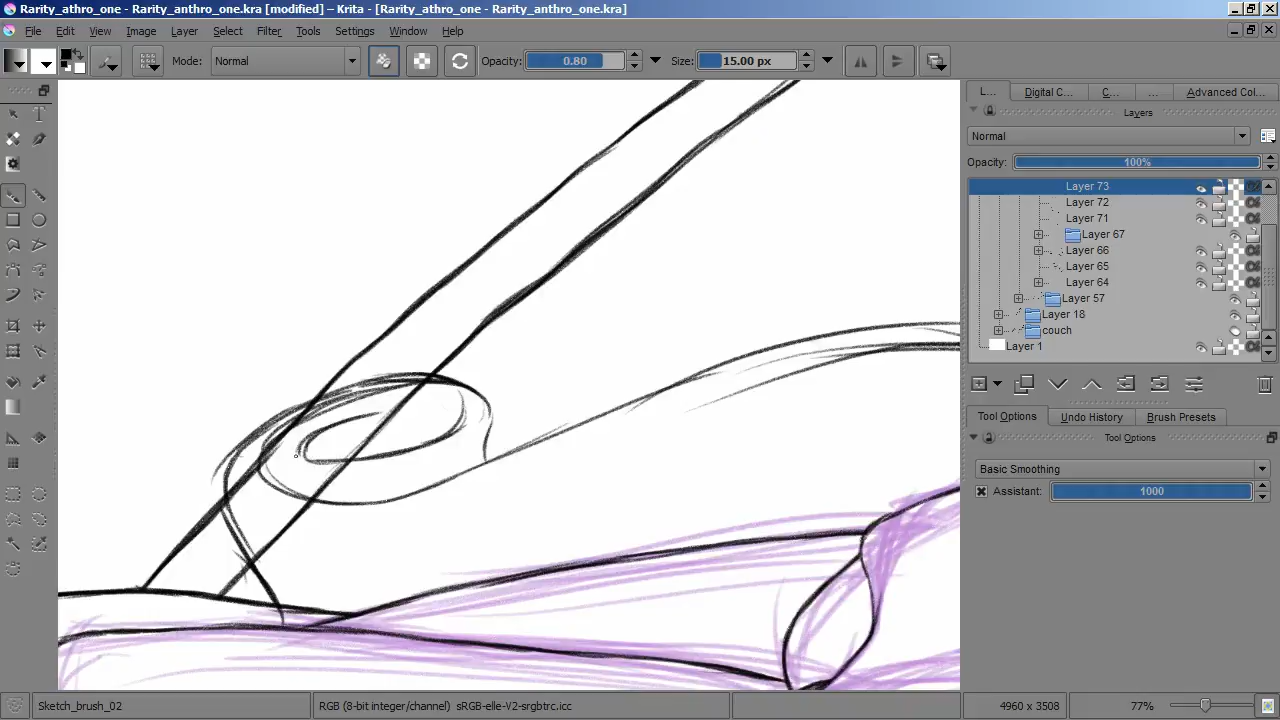 Rarity_athro_one - Rarity_anthro_one.kra [modified] – Krita - [Rarity_athro_one - Rarity_anthro_one.kra]
File Edit View Image Layer Select Filter Tools Settings Window Help
Mode: Normal Opacity: 0.80 Size: 15.00 px
L... Digital C... C... ... Advanced Col...
Layers
Normal
Opacity: 100%
Layer 73
Layer 72
Layer 71
Layer 67
Layer 66
Layer 65
Layer 64
Layer 57
Layer 18
couch
Layer 1
Tool Options Undo History Brush Presets
Tool Options
Basic Smoothing
Assistant: 1000
Sketch_brush_02 RGB (8-bit integer/channel) sRGB-elle-V2-srgbtrc.icc 4960 x 3508 77%